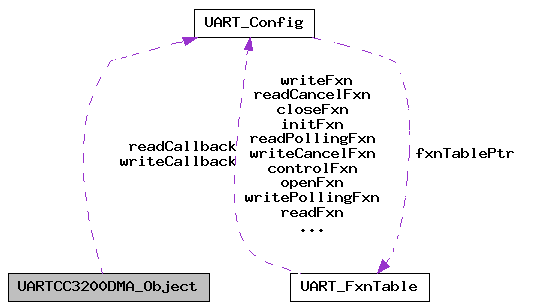 UART_Config
writeFxn
readCancelFxn
closeFxn
initFxn
readPollingFxn
writeCancelFxn
controlFxn
openFxn
writePollingFxn
readFxn
...
readCallback
writeCallback
fxnTablePtr
UARTCC3200DMA_Object
UART_FxnTable